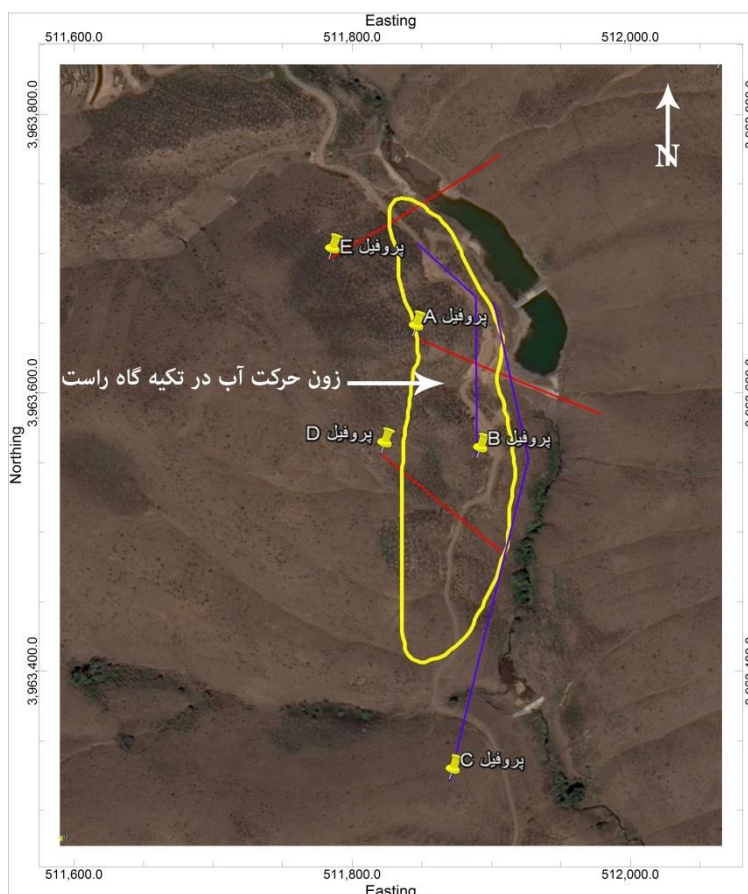 Easting
511,600.0 511,800.0 512,000.0
3,963,800.0
N
پروفیل E
پروفیل A
زون حرکت آب در تکیه گاه راست
3,963,600.0
پروفیل D
پروفیل B
Northing
3,963,400.0
پروفیل C
511,600.0 511,800.0 512,000.0
Easting